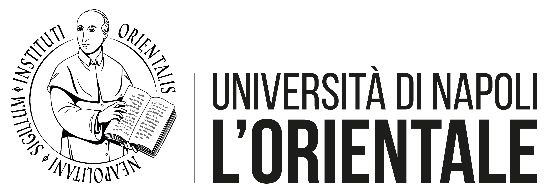 SIGILLUM ♦ INSTITUTI ORIENTALIS NEAPOLITANI ♦
UNIVERSITÀ DI NAPOLI
L'ORIENTALE